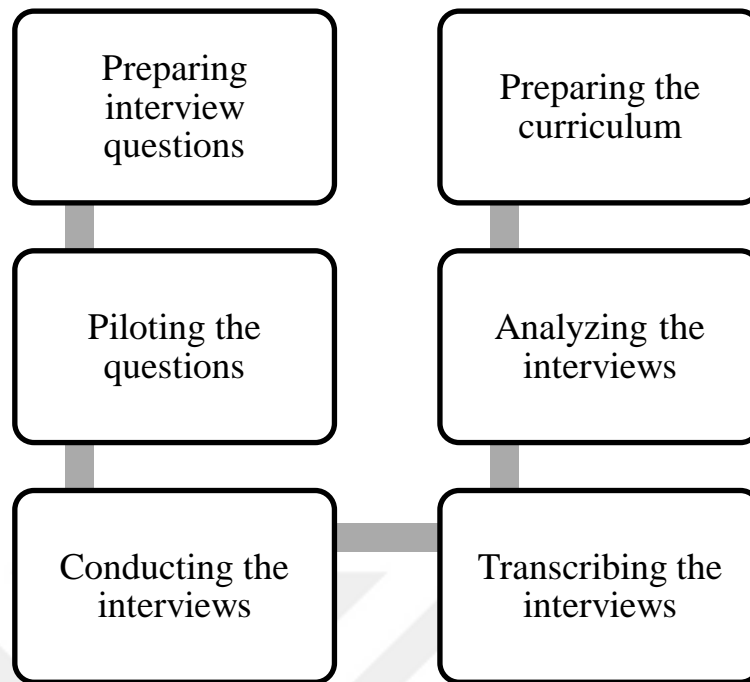 Preparing
interview
questions
Piloting the
questions
Conducting the
interviews
Transcribing the
interviews
Analyzing the
interviews
Preparing the
curriculum